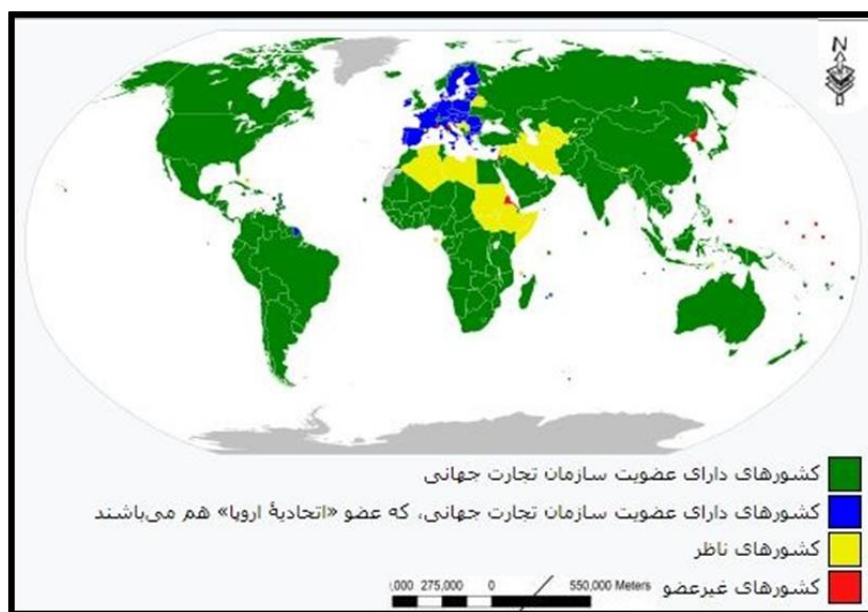 N
کشورهای دارای عضویت سازمان تجارت جهانی
کشورهای دارای عضویت سازمان تجارت جهانی، که عضو «اتحادیهٔ اروپا» هم می‌باشند
کشورهای ناظر
کشورهای غیرعضو
,000 275,000 0 550,000 Meters